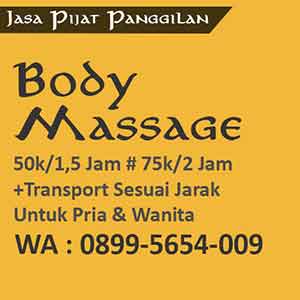 Jasa Pijat Panggilan
Body
Massage
50k/1,5 Jam # 75k/2 Jam
+Transport Sesuai Jarak
Untuk Pria & Wanita
WA : 0899-5654-009